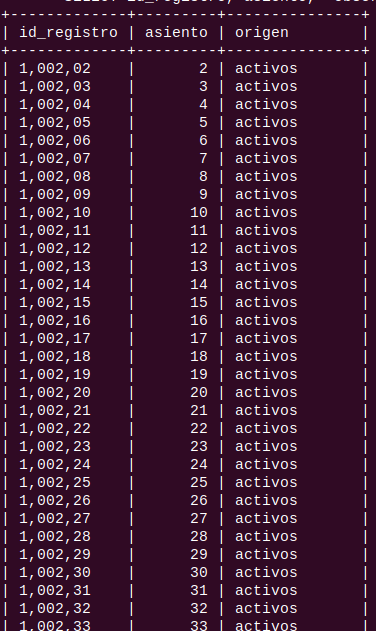 +-------------+---------+---------------+
| id_registro | asiento | origen        |
+-------------+---------+---------------+
| 1,002,02    |       2 | activos       |
| 1,002,03    |       3 | activos       |
| 1,002,04    |       4 | activos       |
| 1,002,05    |       5 | activos       |
| 1,002,06    |       6 | activos       |
| 1,002,07    |       7 | activos       |
| 1,002,08    |       8 | activos       |
| 1,002,09    |       9 | activos       |
| 1,002,10    |      10 | activos       |
| 1,002,11    |      11 | activos       |
| 1,002,12    |      12 | activos       |
| 1,002,13    |      13 | activos       |
| 1,002,14    |      14 | activos       |
| 1,002,15    |      15 | activos       |
| 1,002,16    |      16 | activos       |
| 1,002,17    |      17 | activos       |
| 1,002,18    |      18 | activos       |
| 1,002,19    |      19 | activos       |
| 1,002,20    |      20 | activos       |
| 1,002,21    |      21 | activos       |
| 1,002,22    |      22 | activos       |
| 1,002,23    |      23 | activos       |
| 1,002,24    |      24 | activos       |
| 1,002,25    |      25 | activos       |
| 1,002,26    |      26 | activos       |
| 1,002,27    |      27 | activos       |
| 1,002,28    |      28 | activos       |
| 1,002,29    |      29 | activos       |
| 1,002,30    |      30 | activos       |
| 1,002,31    |      31 | activos       |
| 1,002,32    |      32 | activos       |
| 1,002,33    |      33 | activos       |